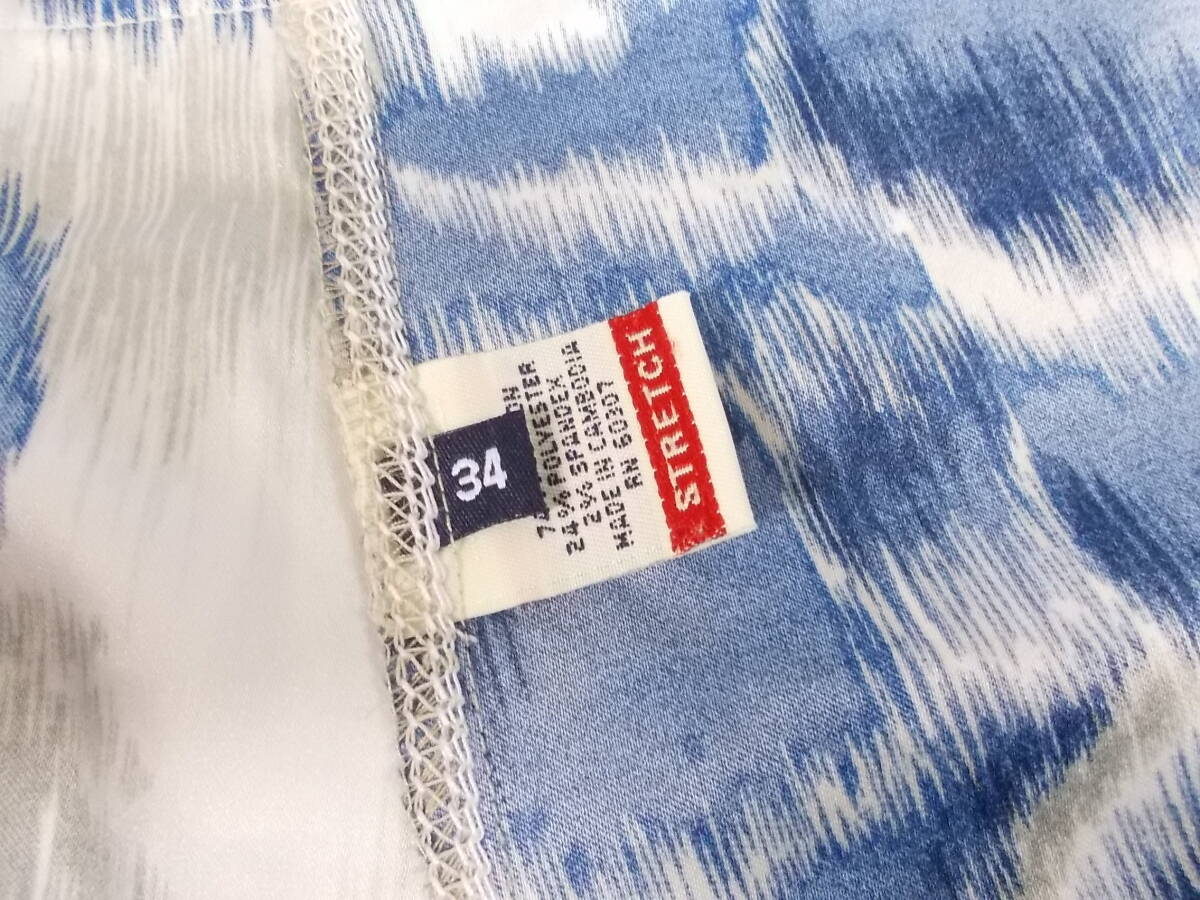 34
24% POLYESTER
2% SPANDEX
MADE IN CAMBODIA
RN 60307
STRETCH